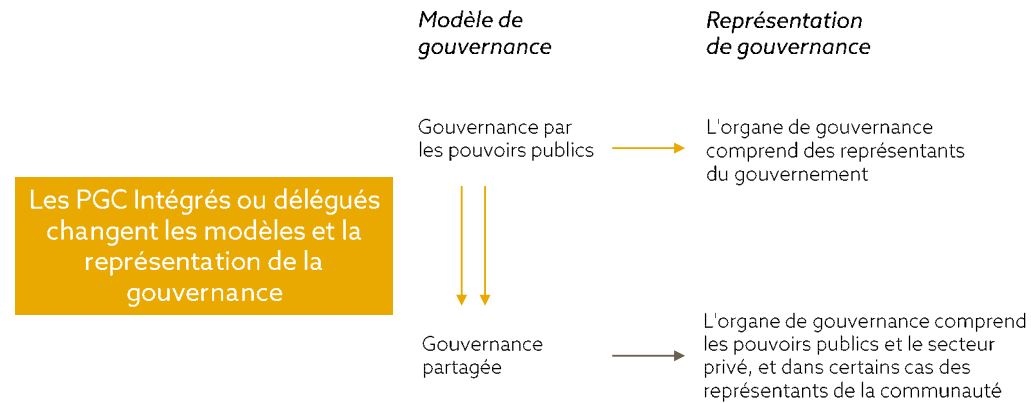 Modèle de
gouvernance
Représentation
de gouvernance
Gouvernance par
les pouvoirs publics
L'organe de gouvernance
comprend des représentants
du gouvernement
Les PGC Intégrés ou délégués
changent les modèles et la
représentation de la
gouvernance
Gouvernance
partagée
L'organe de gouvernance comprend
les pouvoirs publics et le secteur
privé, et dans certains cas des
représentants de la communauté